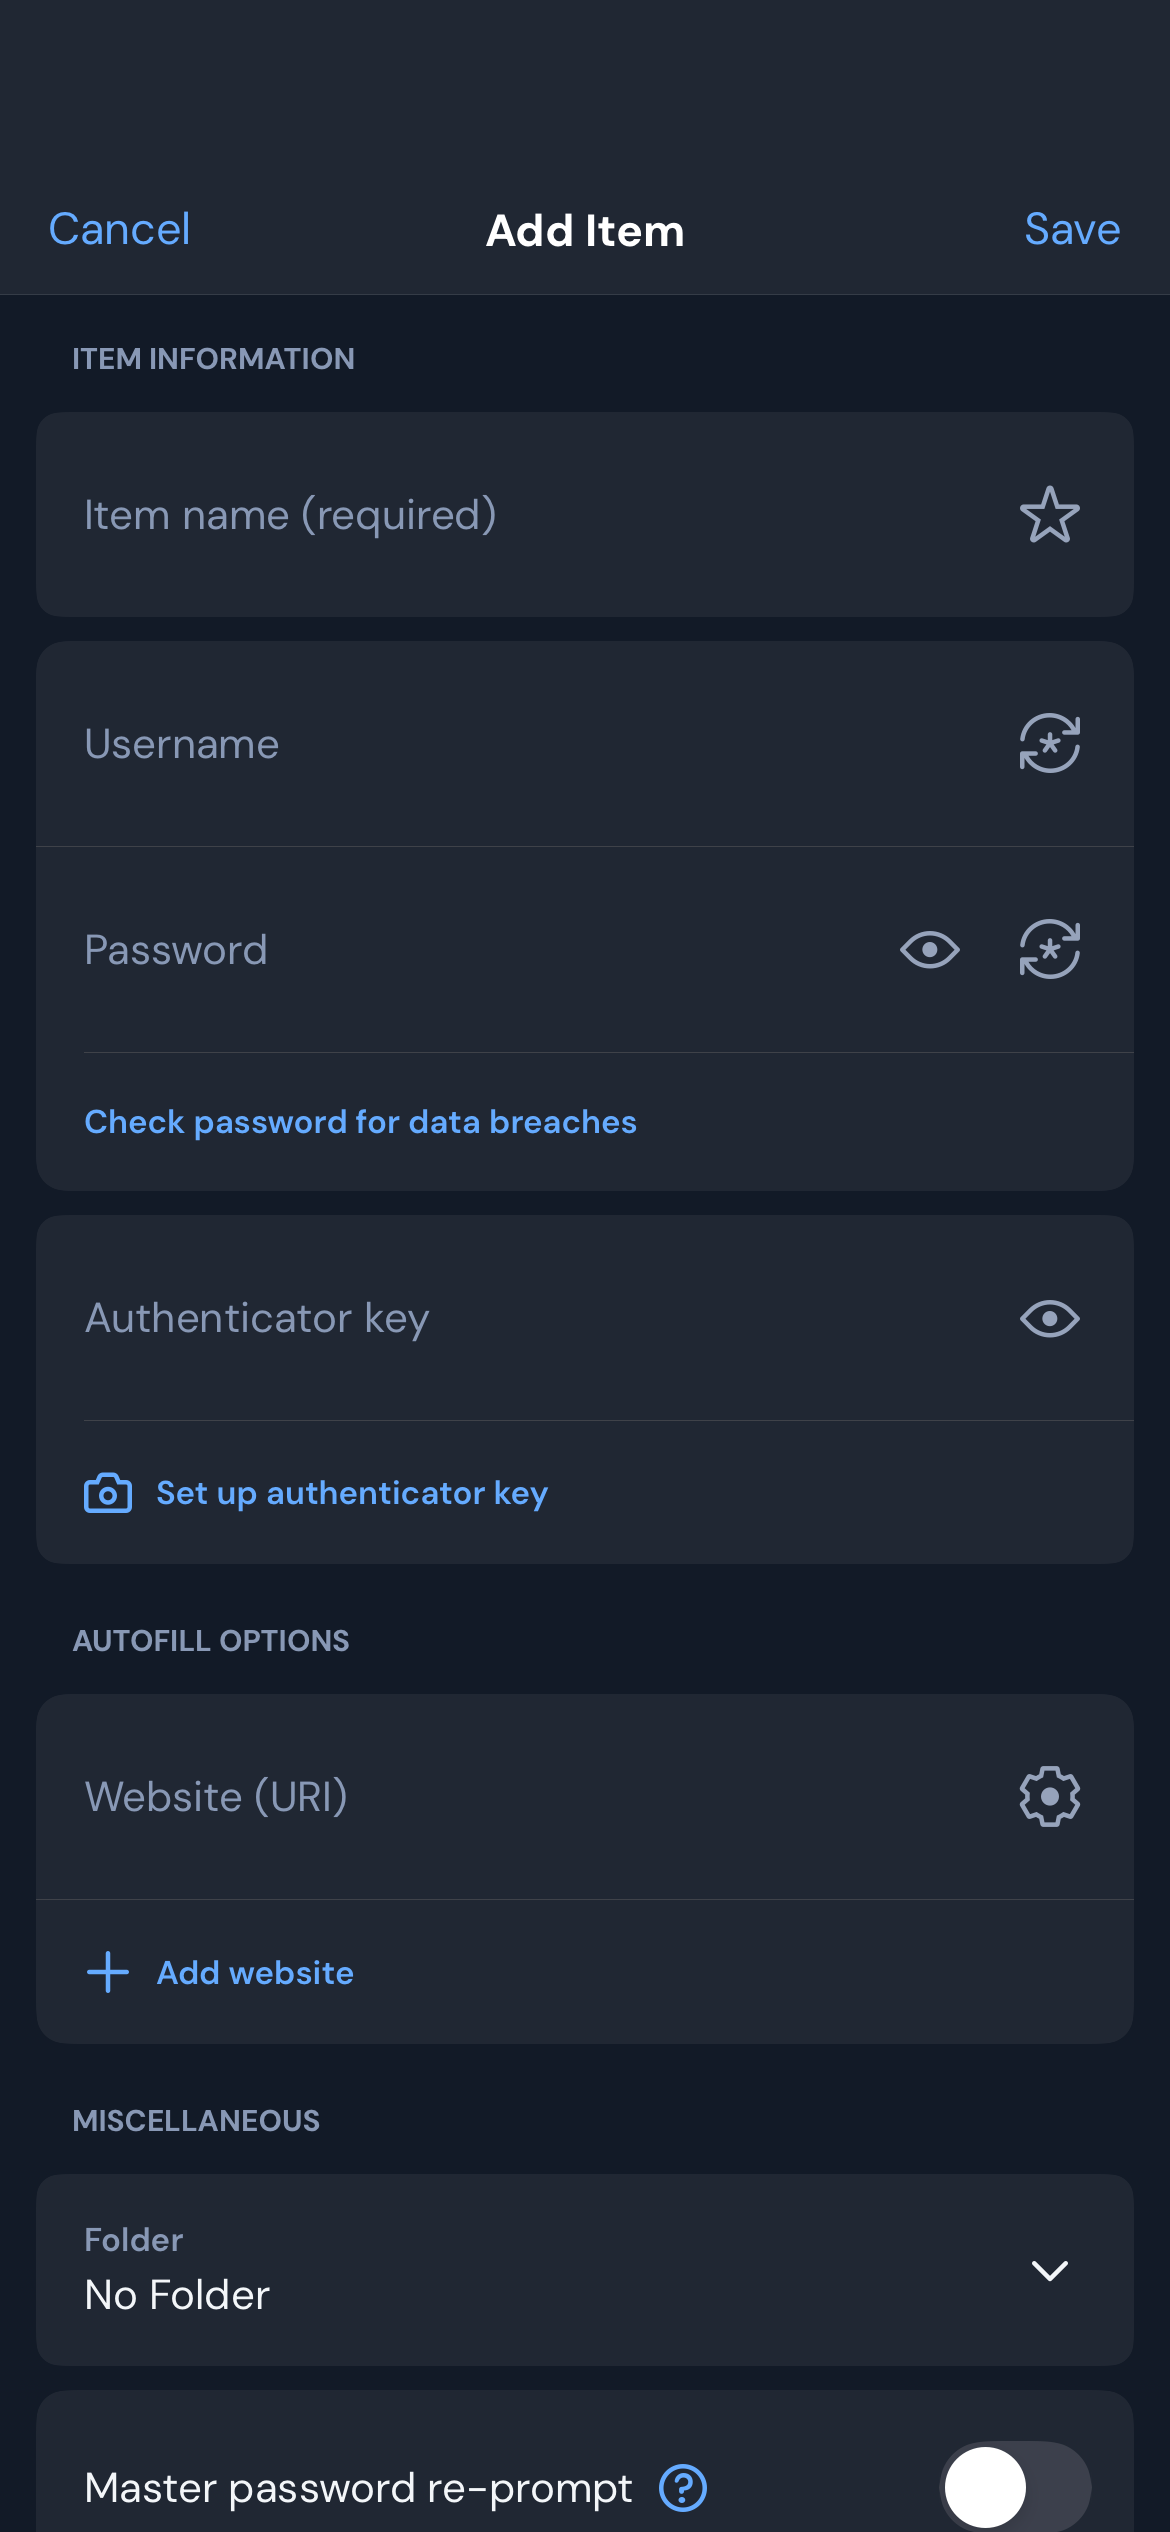 Cancel
Add Item
Save
ITEM INFORMATION
Item name (required)
Username
Password
Check password for data breaches
Authenticator key
Set up authenticator key
AUTOFILL OPTIONS
Website (URI)
Add website
MISCELLANEOUS
Folder
No Folder
Master password re-prompt